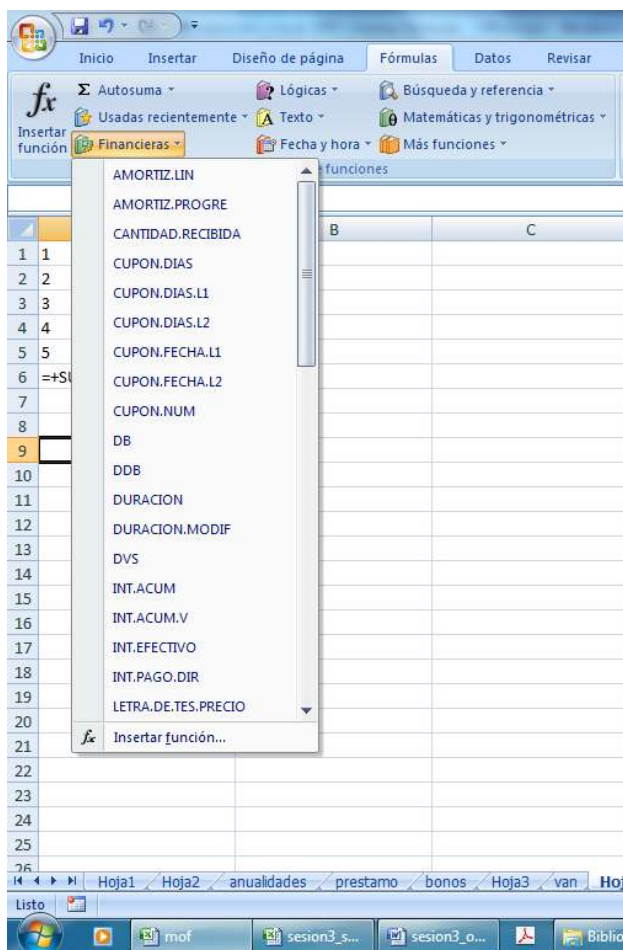 Inicio Insertar Diseño de página Fórmulas Datos Revisar
fx Insertar función
Σ Autosuma
Lógicas
Búsqueda y referencia
Usadas recientemente
A Texto
θ Matemáticas y trigonométricas
Financieras
Fecha y hora
Más funciones
funciones
AMORTIZ.LIN
AMORTIZ.PROGRE
CANTIDAD.RECIBIDA
CUPON.DIAS
CUPON.DIAS.L1
CUPON.DIAS.L2
CUPON.FECHA.L1
CUPON.FECHA.L2
CUPON.NUM
DB
DDB
DURACION
DURACION.MODIF
DVS
INT.ACUM
INT.ACUM.V
INT.EFECTIVO
INT.PAGO.DIR
LETRA.DE.TES.PRECIO
fx Insertar función...
B C
1 1
2 2
3 3
4 4
5 5
6 =+SU
7
8
9
10
11
12
13
14
15
16
17
18
19
20
21
22
23
24
25
26
Hoja1 Hoja2 anualidades prestamo bonos Hoja3 van Ho
Listo
mof sesion3_s... sesion3_o... Biblio